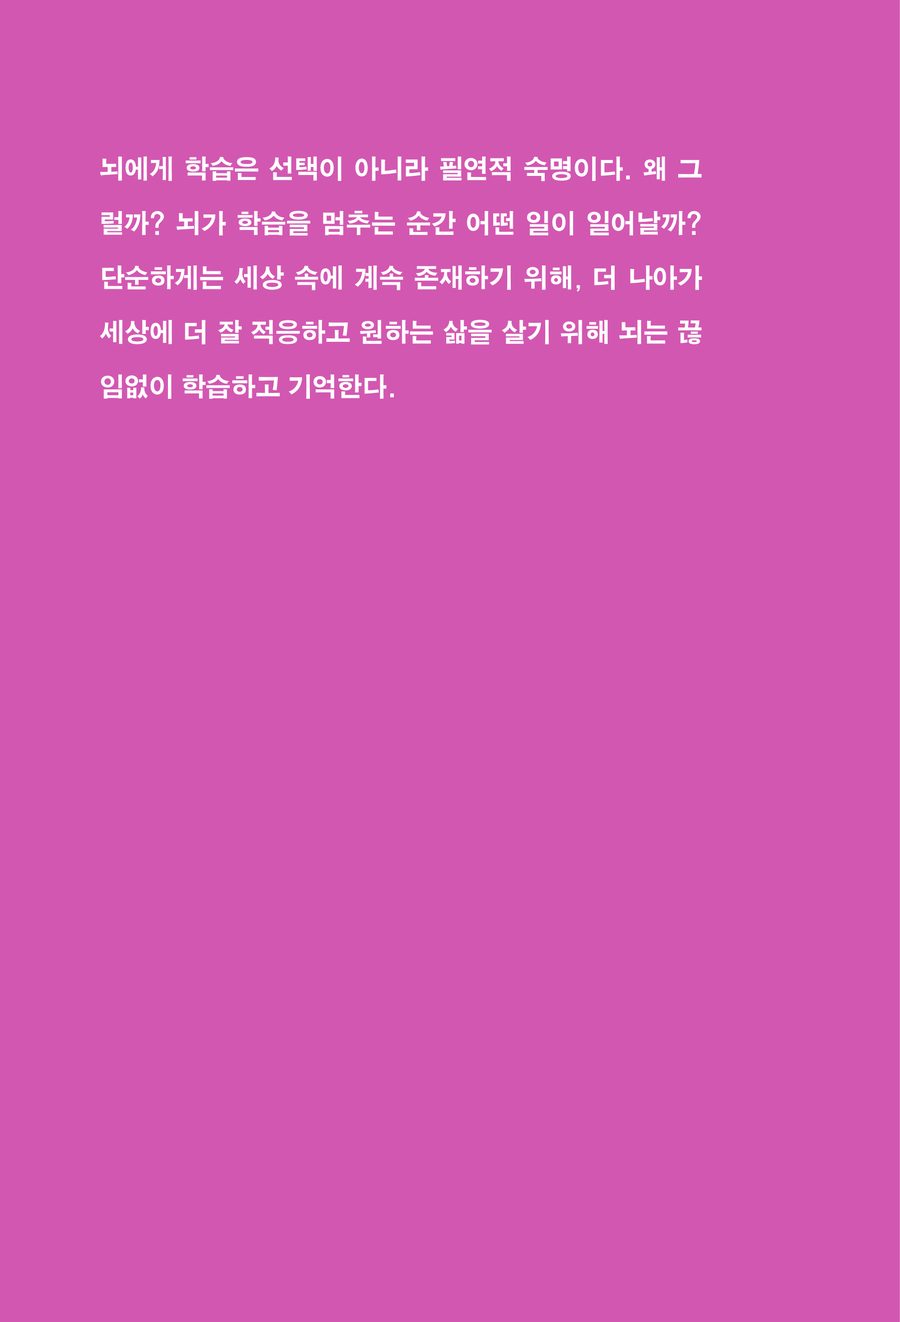 뇌에게 학습은 선택이 아니라 필연적 숙명이다. 왜 그
럴까? 뇌가 학습을 멈추는 순간 어떤 일이 일어날까?
단순하게는 세상 속에 계속 존재하기 위해, 더 나아가
세상에 더 잘 적응하고 원하는 삶을 살기 위해 뇌는 끊
임없이 학습하고 기억한다.